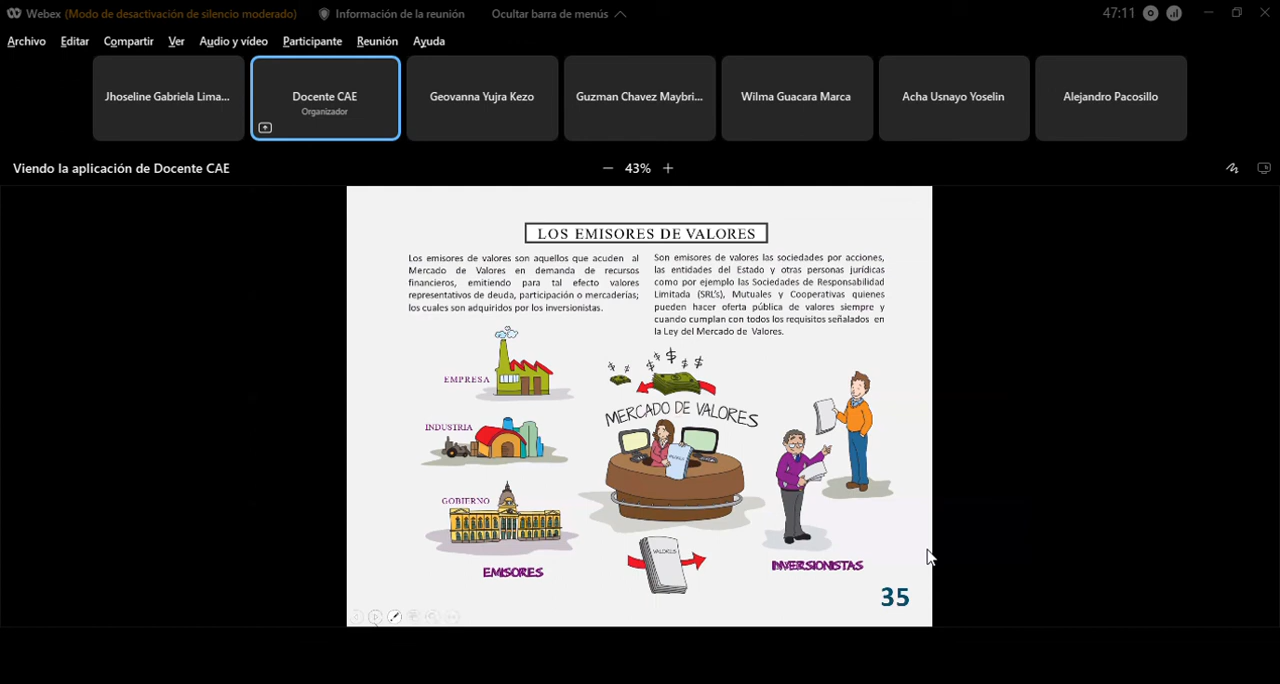 Webex (Modo de desactivación de silencio moderado) Información de la reunión Ocultar barra de menús 47:11
Archivo Editar Compartir Ver Audio y vídeo Participante Reunión Ayuda
Jhoseline Gabriela Lima... Docente CAE Geovanna Yujra Kezo Guzman Chavez Maybri... Wilma Guacara Marca Acha Usnayo Yoselin Alejandro Pacosillo
Organizador
Viendo la aplicación de Docente CAE 43%
LOS EMISORES DE VALORES
Los emisores de valores son aquellos que acuden al
Mercado de Valores en demanda de recursos
financieros, emitiendo para tal efecto valores
representativos de deuda, participación o mercaderías;
los cuales son adquiridos por los inversionistas.
Son emisores de valores las sociedades por acciones,
las entidades del Estado y otras personas jurídicas
como por ejemplo las Sociedades de Responsabilidad
Limitada (SRL's), Mutuales y Cooperativas quienes
pueden hacer oferta pública de valores siempre y
cuando cumplan con todos los requisitos señalados en
la Ley del Mercado de Valores.
EMPRESA
INDUSTRIA
GOBIERNO
EMISORES
$ $ $ $ $ $ $
MERCADO DE VALORES
VALORES
INVERSIONISTAS
35